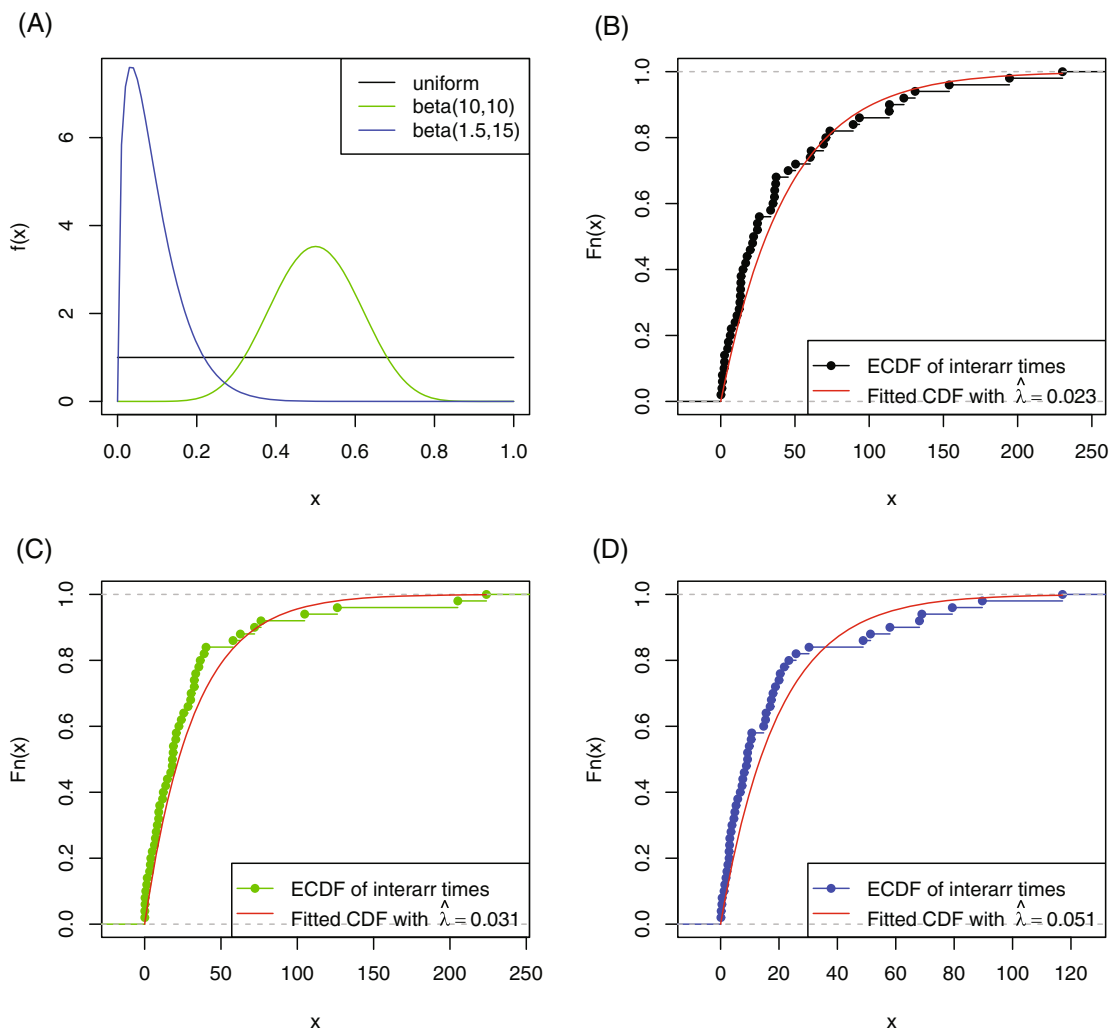 (A)
f(x)
6
4
2
0
uniform
beta(10,10)
beta(1.5,15)
0.0 0.2 0.4 0.6 0.8 1.0
x
(B)
Fn(x)
1.0
0.8
0.6
0.4
0.2
0.0
ECDF of interarr times
Fitted CDF with λ̂ = 0.023
0 50 100 150 200 250
x
(C)
Fn(x)
1.0
0.8
0.6
0.4
0.2
0.0
ECDF of interarr times
Fitted CDF with λ̂ = 0.031
0 50 100 150 200 250
x
(D)
Fn(x)
1.0
0.8
0.6
0.4
0.2
0.0
ECDF of interarr times
Fitted CDF with λ̂ = 0.051
0 20 40 60 80 100 120
x